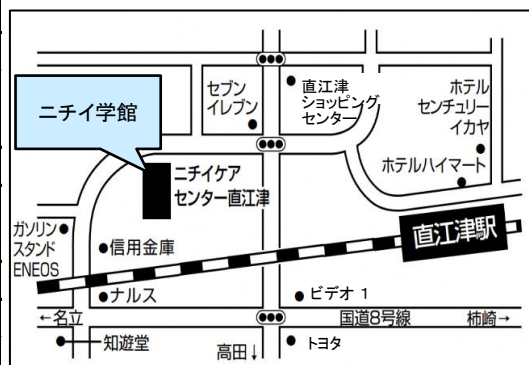 ニチイ学館
セブン
イレブン
直江津
ショッピング
センター
ホテル
センチュリー
イカヤ
ホテルハイマート
ニチイケア
センター直江津
ガソリン
スタンド
ENEOS
信用金庫
直江津駅
ナルス
ビデオ 1
←名立
国道8号線
柿崎→
知遊堂
高田↓
トヨタ